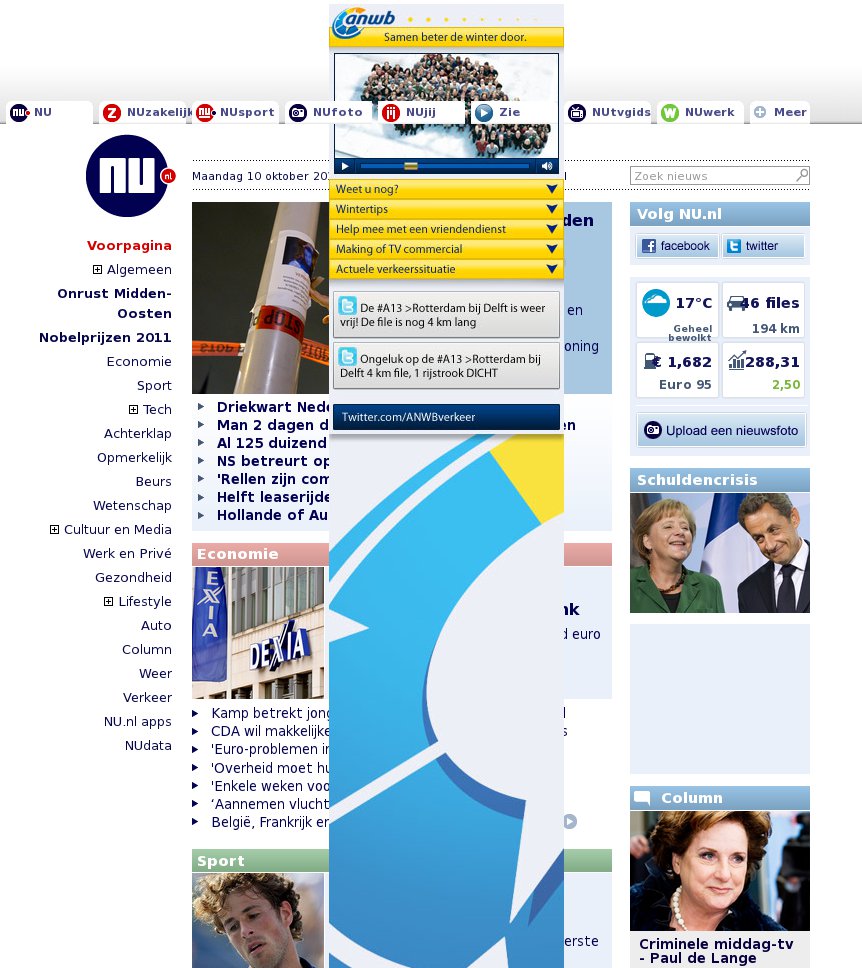 anwb
Samen beter de winter door.
NU
NUzakelijk
NUsport
NUfoto
NUjij
Zie
NUtvgids
NUwerk
Meer
nu
nl
Maandag 10 oktober
Zoek nieuws
Voorpagina
Algemeen
Onrust Midden-
Oosten
Nobelprijzen 2011
Economie
Sport
Tech
Achterklap
Opmerkelijk
Beurs
Wetenschap
Cultuur en Media
Werk en Privé
Gezondheid
Lifestyle
Auto
Column
Weer
Verkeer
NU.nl apps
NUdata
STOP
Weet u nog?
Wintertips
Help mee met een vriendendienst
Making of TV commercial
Actuele verkeerssituatie
De #A13 >Rotterdam bij Delft is weer
vrij! De file is nog 4 km lang
Ongeluk op de #A13 >Rotterdam bij
Delft 4 km file, 1 rijstrook DICHT
Twitter.com/ANWBverkeer
den
en
oning
Driekwart Nede
Man 2 dagen d
en
Al 125 duizend
NS betreurt op
'Rellen zijn com
Helft leaserijde
Hollande of Au
Economie
DEXIA
DEXIA
nk
d euro
Kamp betrekt jong
CDA wil makkelijke
s
'Euro-problemen in
'Overheid moet hu
'Enkele weken voo
‘Aannemen vlucht
België, Frankrijk en
Sport
erste
Volg NU.nl
facebook
twitter
17°C
Geheel
bewolkt
46 files
194 km
1,682
Euro 95
288,31
2,50
Upload een nieuwsfoto
Schuldencrisis
Column
Criminele middag-tv
- Paul de Lange